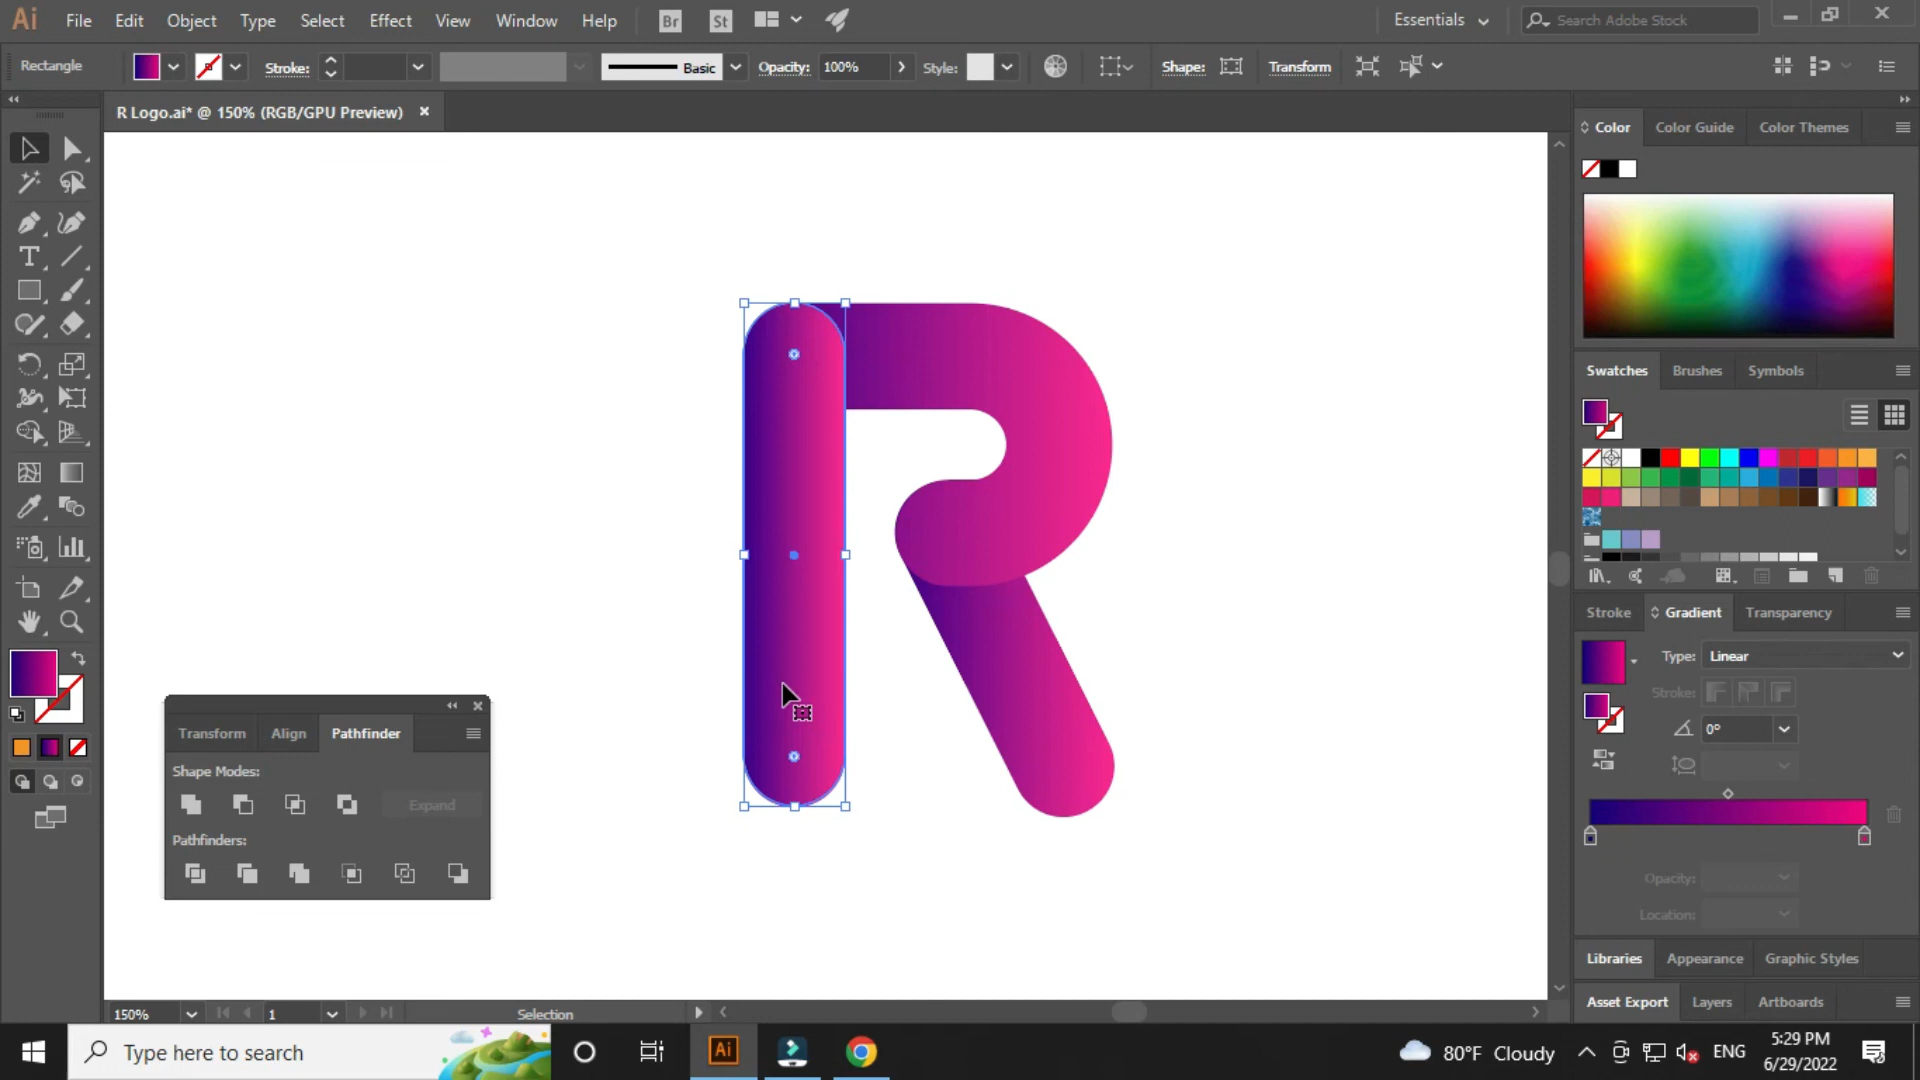 Ai File Edit Object Type Select Effect View Window Help Br St Essentials Search Adobe Stock
Rectangle Stroke: Basic Opacity: 100% Style: Shape: Transform
R Logo.ai* @ 150% (RGB/GPU Preview)
Color Color Guide Color Themes
Swatches Brushes Symbols
Stroke Gradient Transparency
Type: Linear
Stroke:
0°
Opacity:
Location:
Transform Align Pathfinder
Shape Modes:
Expand
Pathfinders:
Libraries Appearance Graphic Styles
Asset Export Layers Artboards
150% 1 Selection
Type here to search Ai 80°F Cloudy ENG 5:29 PM
6/29/2022